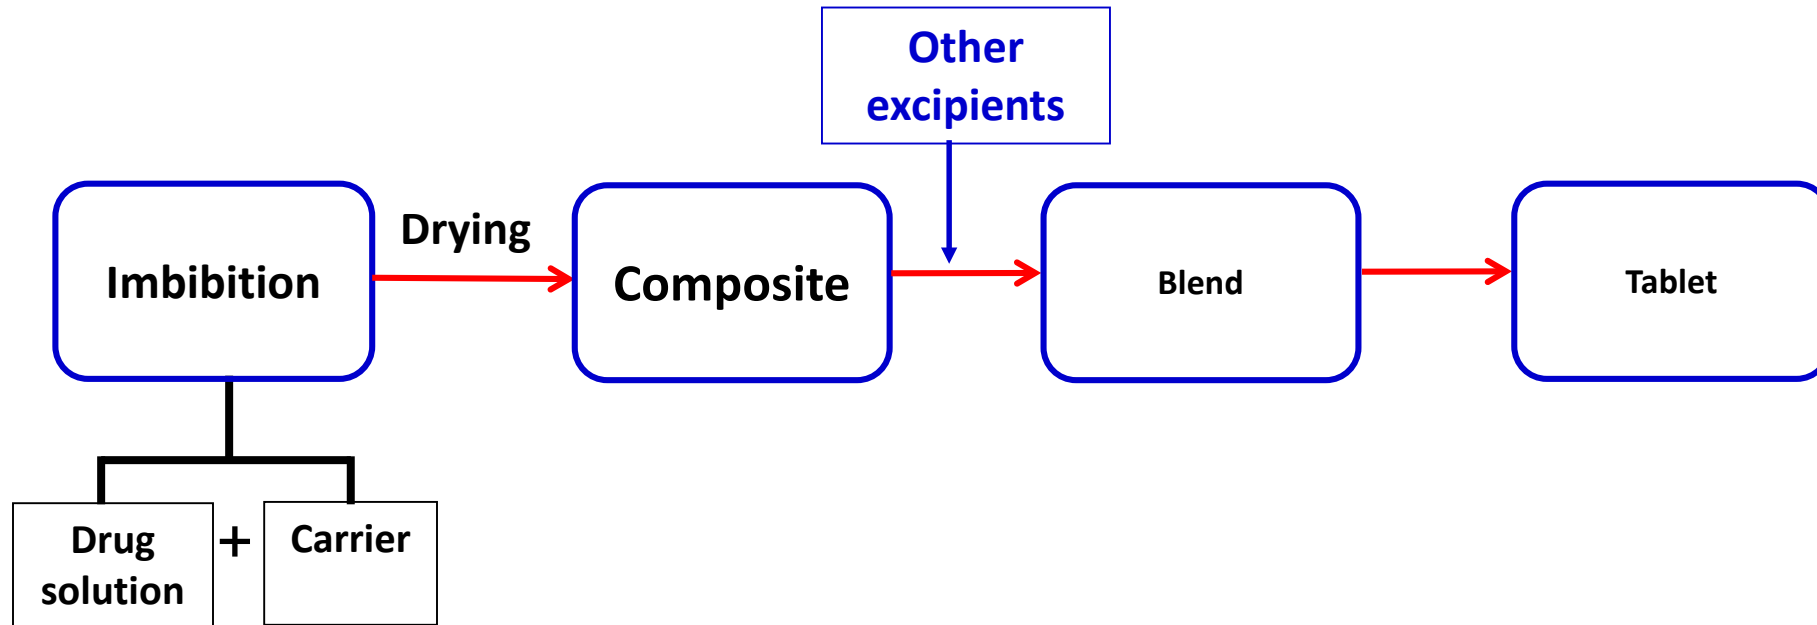 Other
excipients
Drying
Imbibition
Composite
Blend
Tablet
Drug
solution
+
Carrier